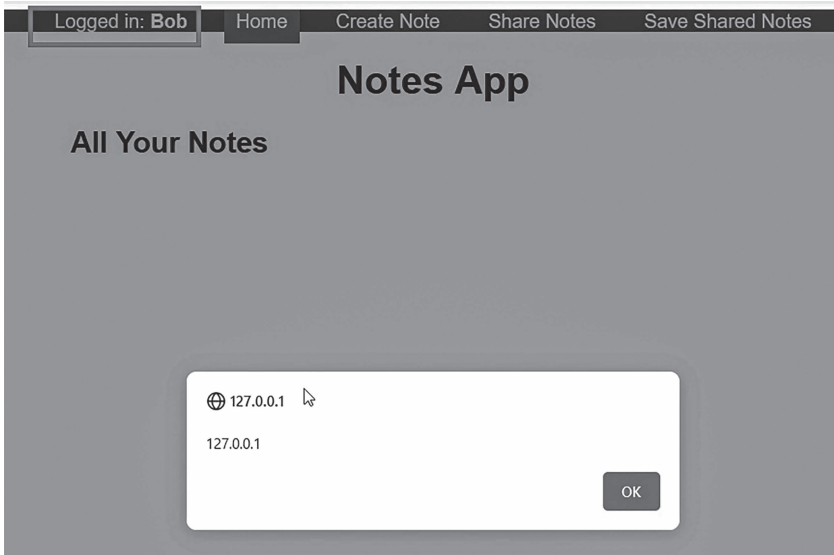 Logged in: Bob Home Create Note Share Notes Save Shared Notes
Notes App
All Your Notes
127.0.0.1
127.0.0.1
OK